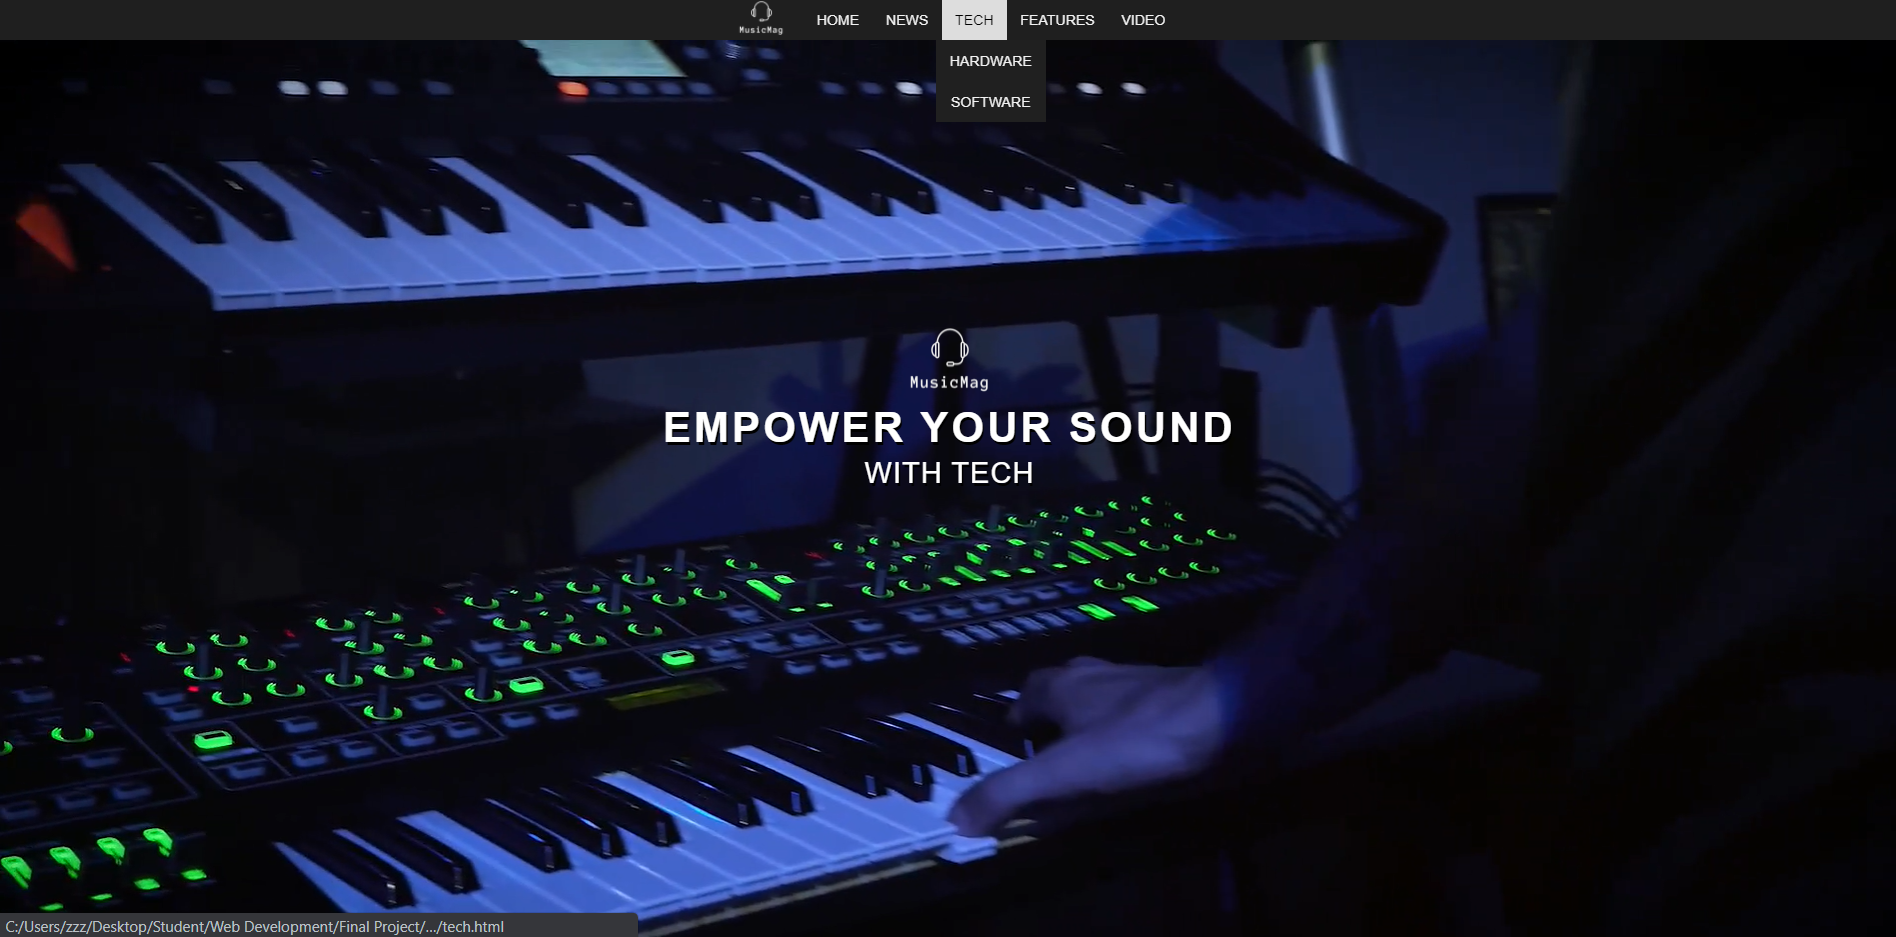 MusicMag HOME NEWS TECH FEATURES VIDEO
HARDWARE
SOFTWARE
MusicMag
EMPOWER YOUR SOUND
WITH TECH
C:/Users/zzz/Desktop/Student/Web Development/Final Project/.../tech.html